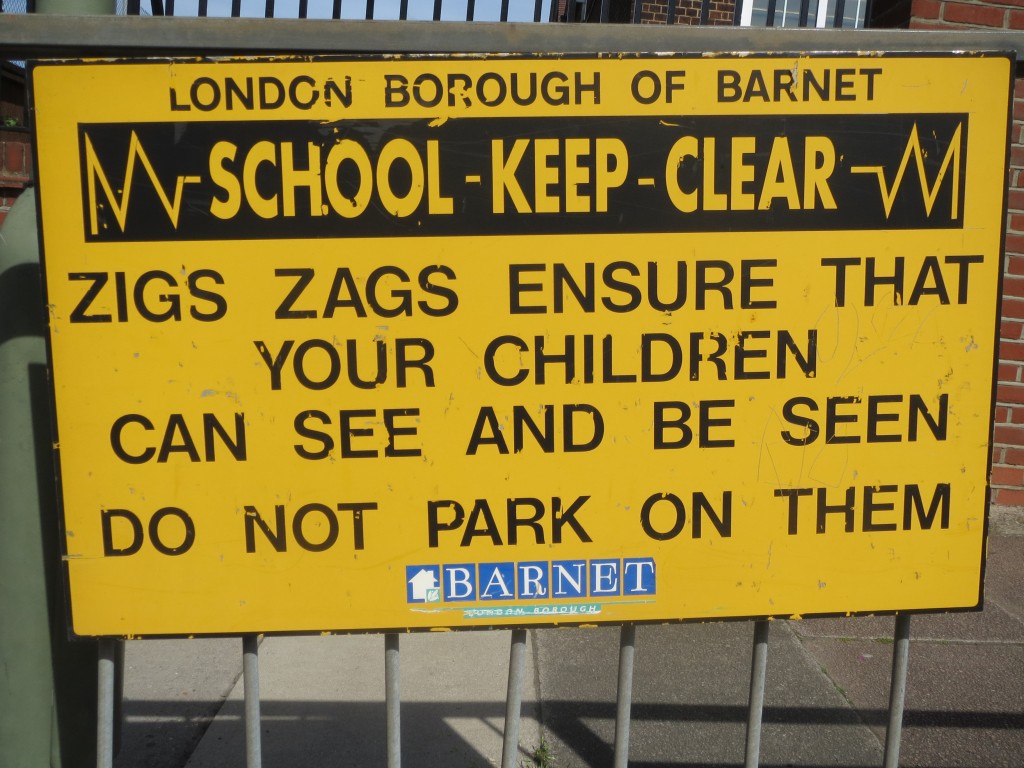 LONDON BOROUGH OF BARNET
SCHOOL - KEEP - CLEAR
ZIGS ZAGS ENSURE THAT
YOUR CHILDREN
CAN SEE AND BE SEEN
DO NOT PARK ON THEM
BARNET
LONDON BOROUGH